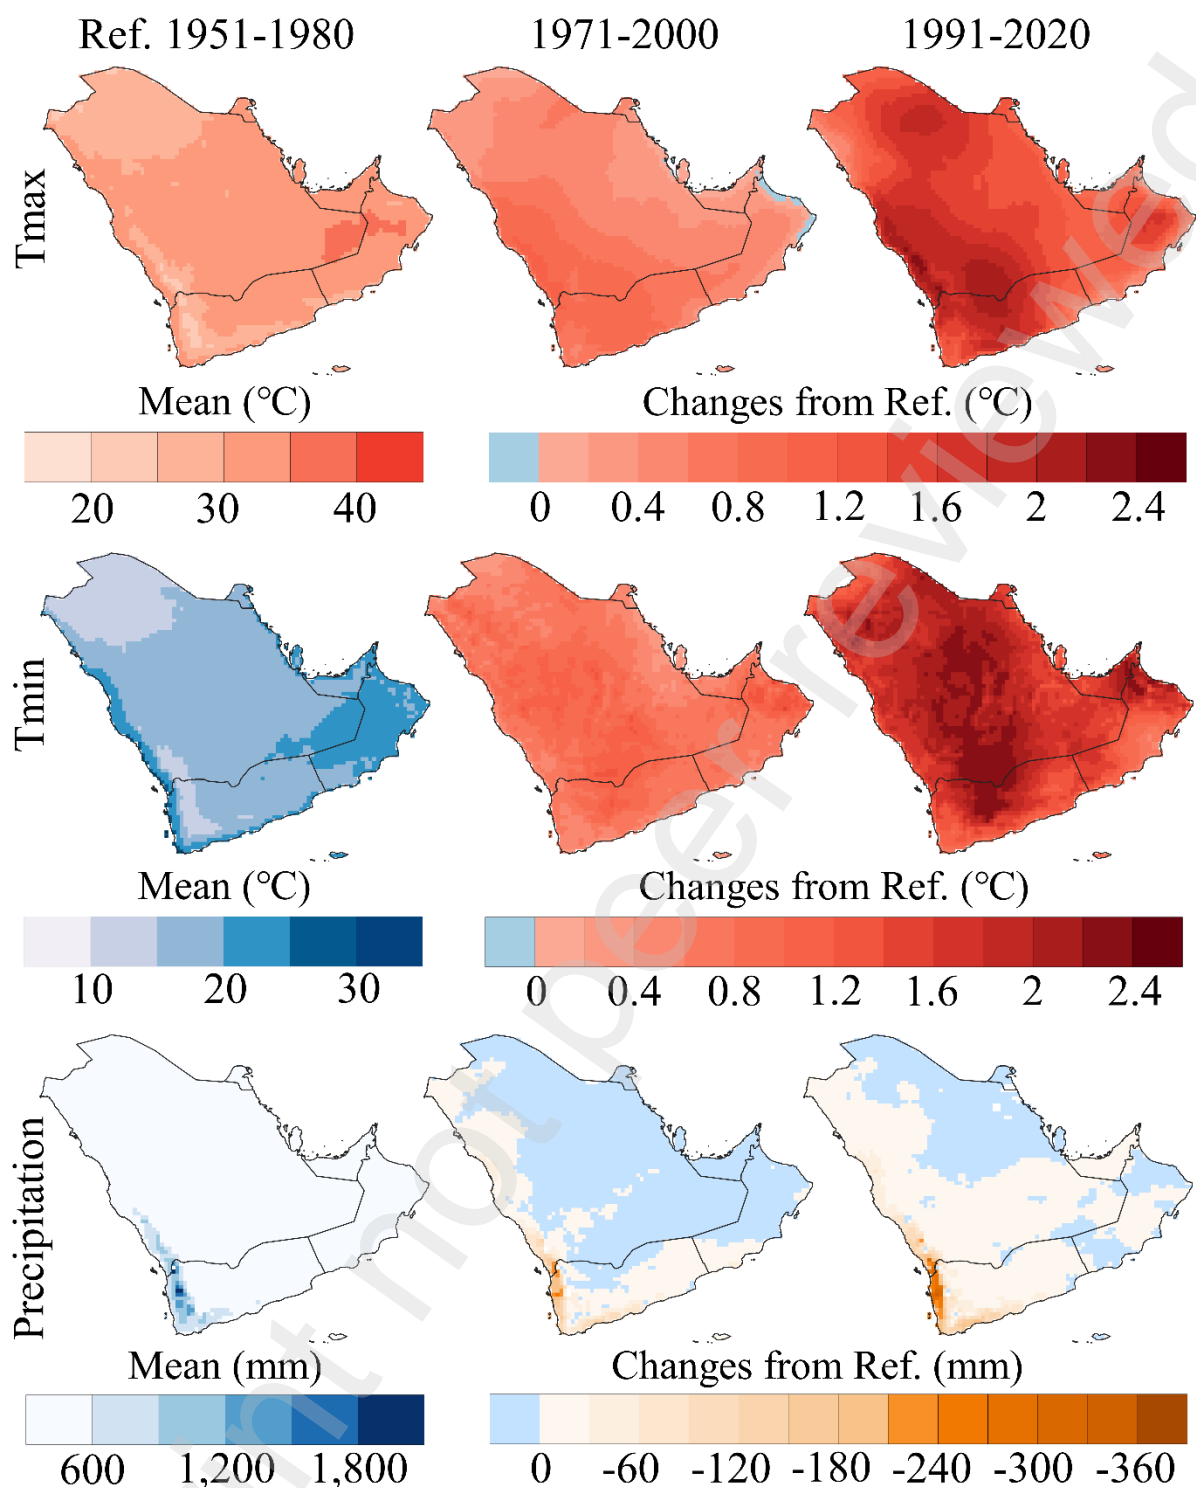 Ref. 1951-1980 1971-2000 1991-2020
Tmax
Mean (°C) Changes from Ref. (°C)
20 30 40 0 0.4 0.8 1.2 1.6 2 2.4
Tmin
Mean (°C) Changes from Ref. (°C)
10 20 30 0 0.4 0.8 1.2 1.6 2 2.4
Precipitation
Mean (mm) Changes from Ref. (mm)
600 1,200 1,800 0 -60 -120 -180 -240 -300 -360
not peer reviewed